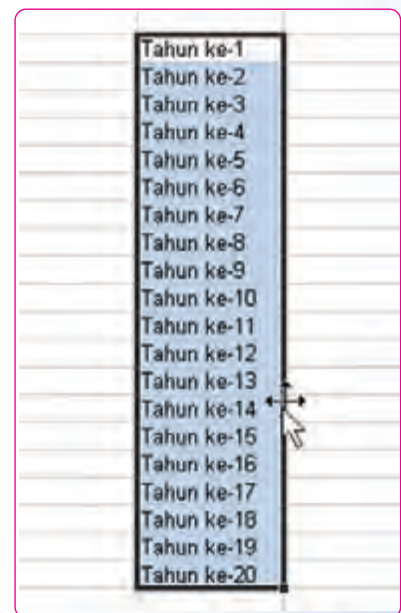 Tahun ke-1
Tahun ke-2
Tahun ke-3
Tahun ke-4
Tahun ke-5
Tahun ke-6
Tahun ke-7
Tahun ke-8
Tahun ke-9
Tahun ke-10
Tahun ke-11
Tahun ke-12
Tahun ke-13
Tahun ke-14
Tahun ke-15
Tahun ke-16
Tahun ke-17
Tahun ke-18
Tahun ke-19
Tahun ke-20